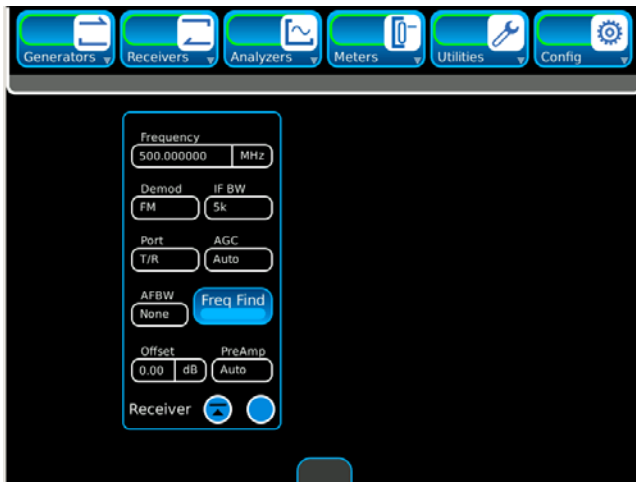 Generators Receivers Analyzers Meters Utilities Config
Frequency
500.000000 MHz
Demod IF BW
FM 5k
Port AGC
T/R Auto
AFBW Freq Find
None
Offset PreAmp
0.00 dB Auto
Receiver